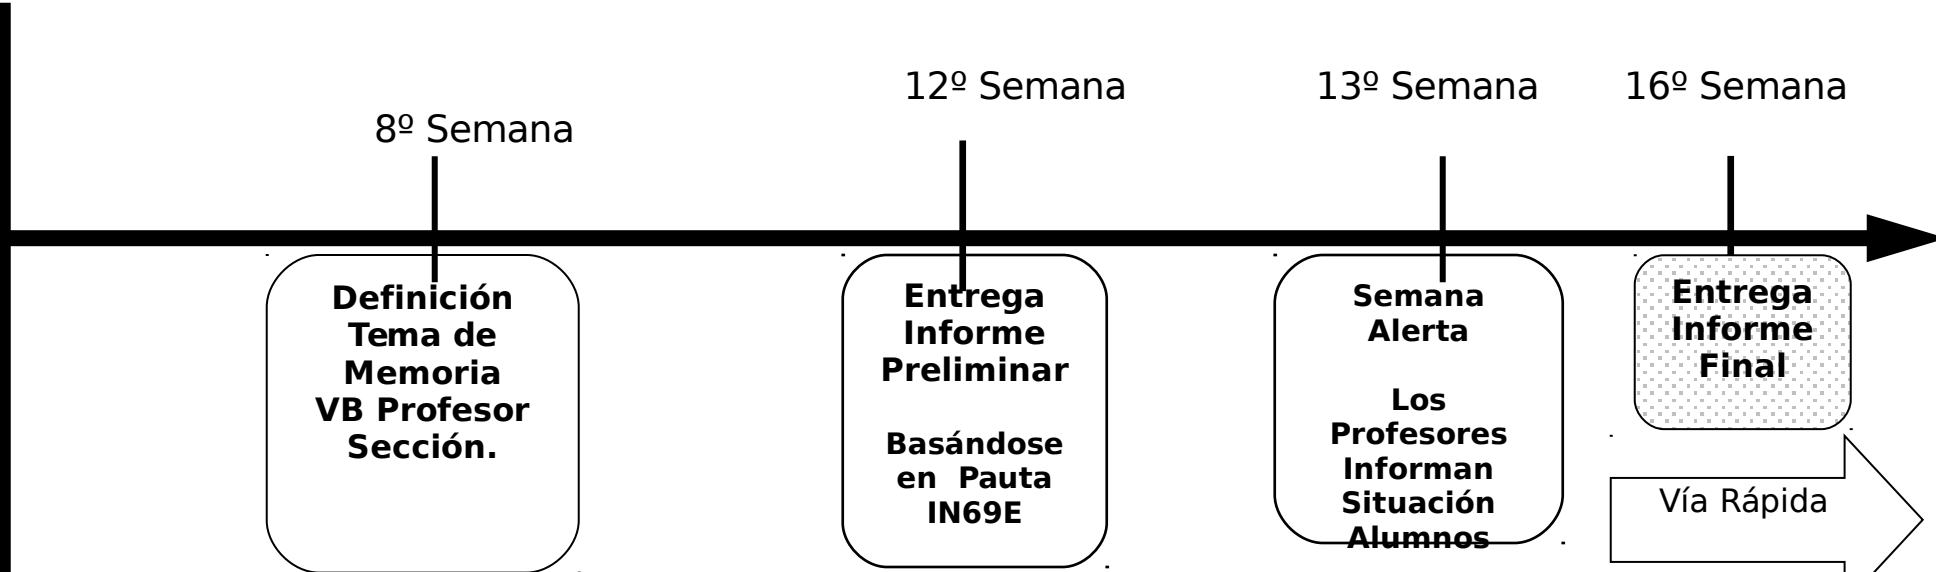 8º Semana
12º Semana
13º Semana
16º Semana
Definición
Tema de
Memoria
VB Profesor
Sección.
Entrega
Informe
Preliminar
Basándose
en  Pauta
IN69E
Semana
Alerta
Los
Profesores
Informan
Situación
Alumnos
Entrega
Informe
Final
Vía Rápida